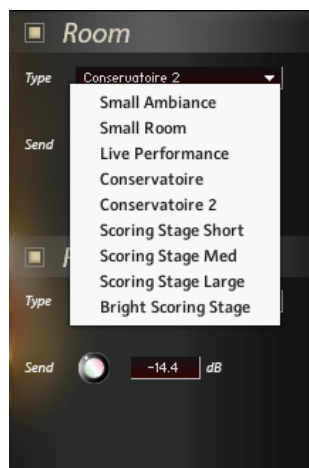 Room
Type
Conservatoire 2
Small Ambiance
Small Room
Live Performance
Send
Conservatoire
Conservatoire 2
Scoring Stage Short
Scoring Stage Med
Scoring Stage Large
Type
Bright Scoring Stage
Send
-14.4 dB